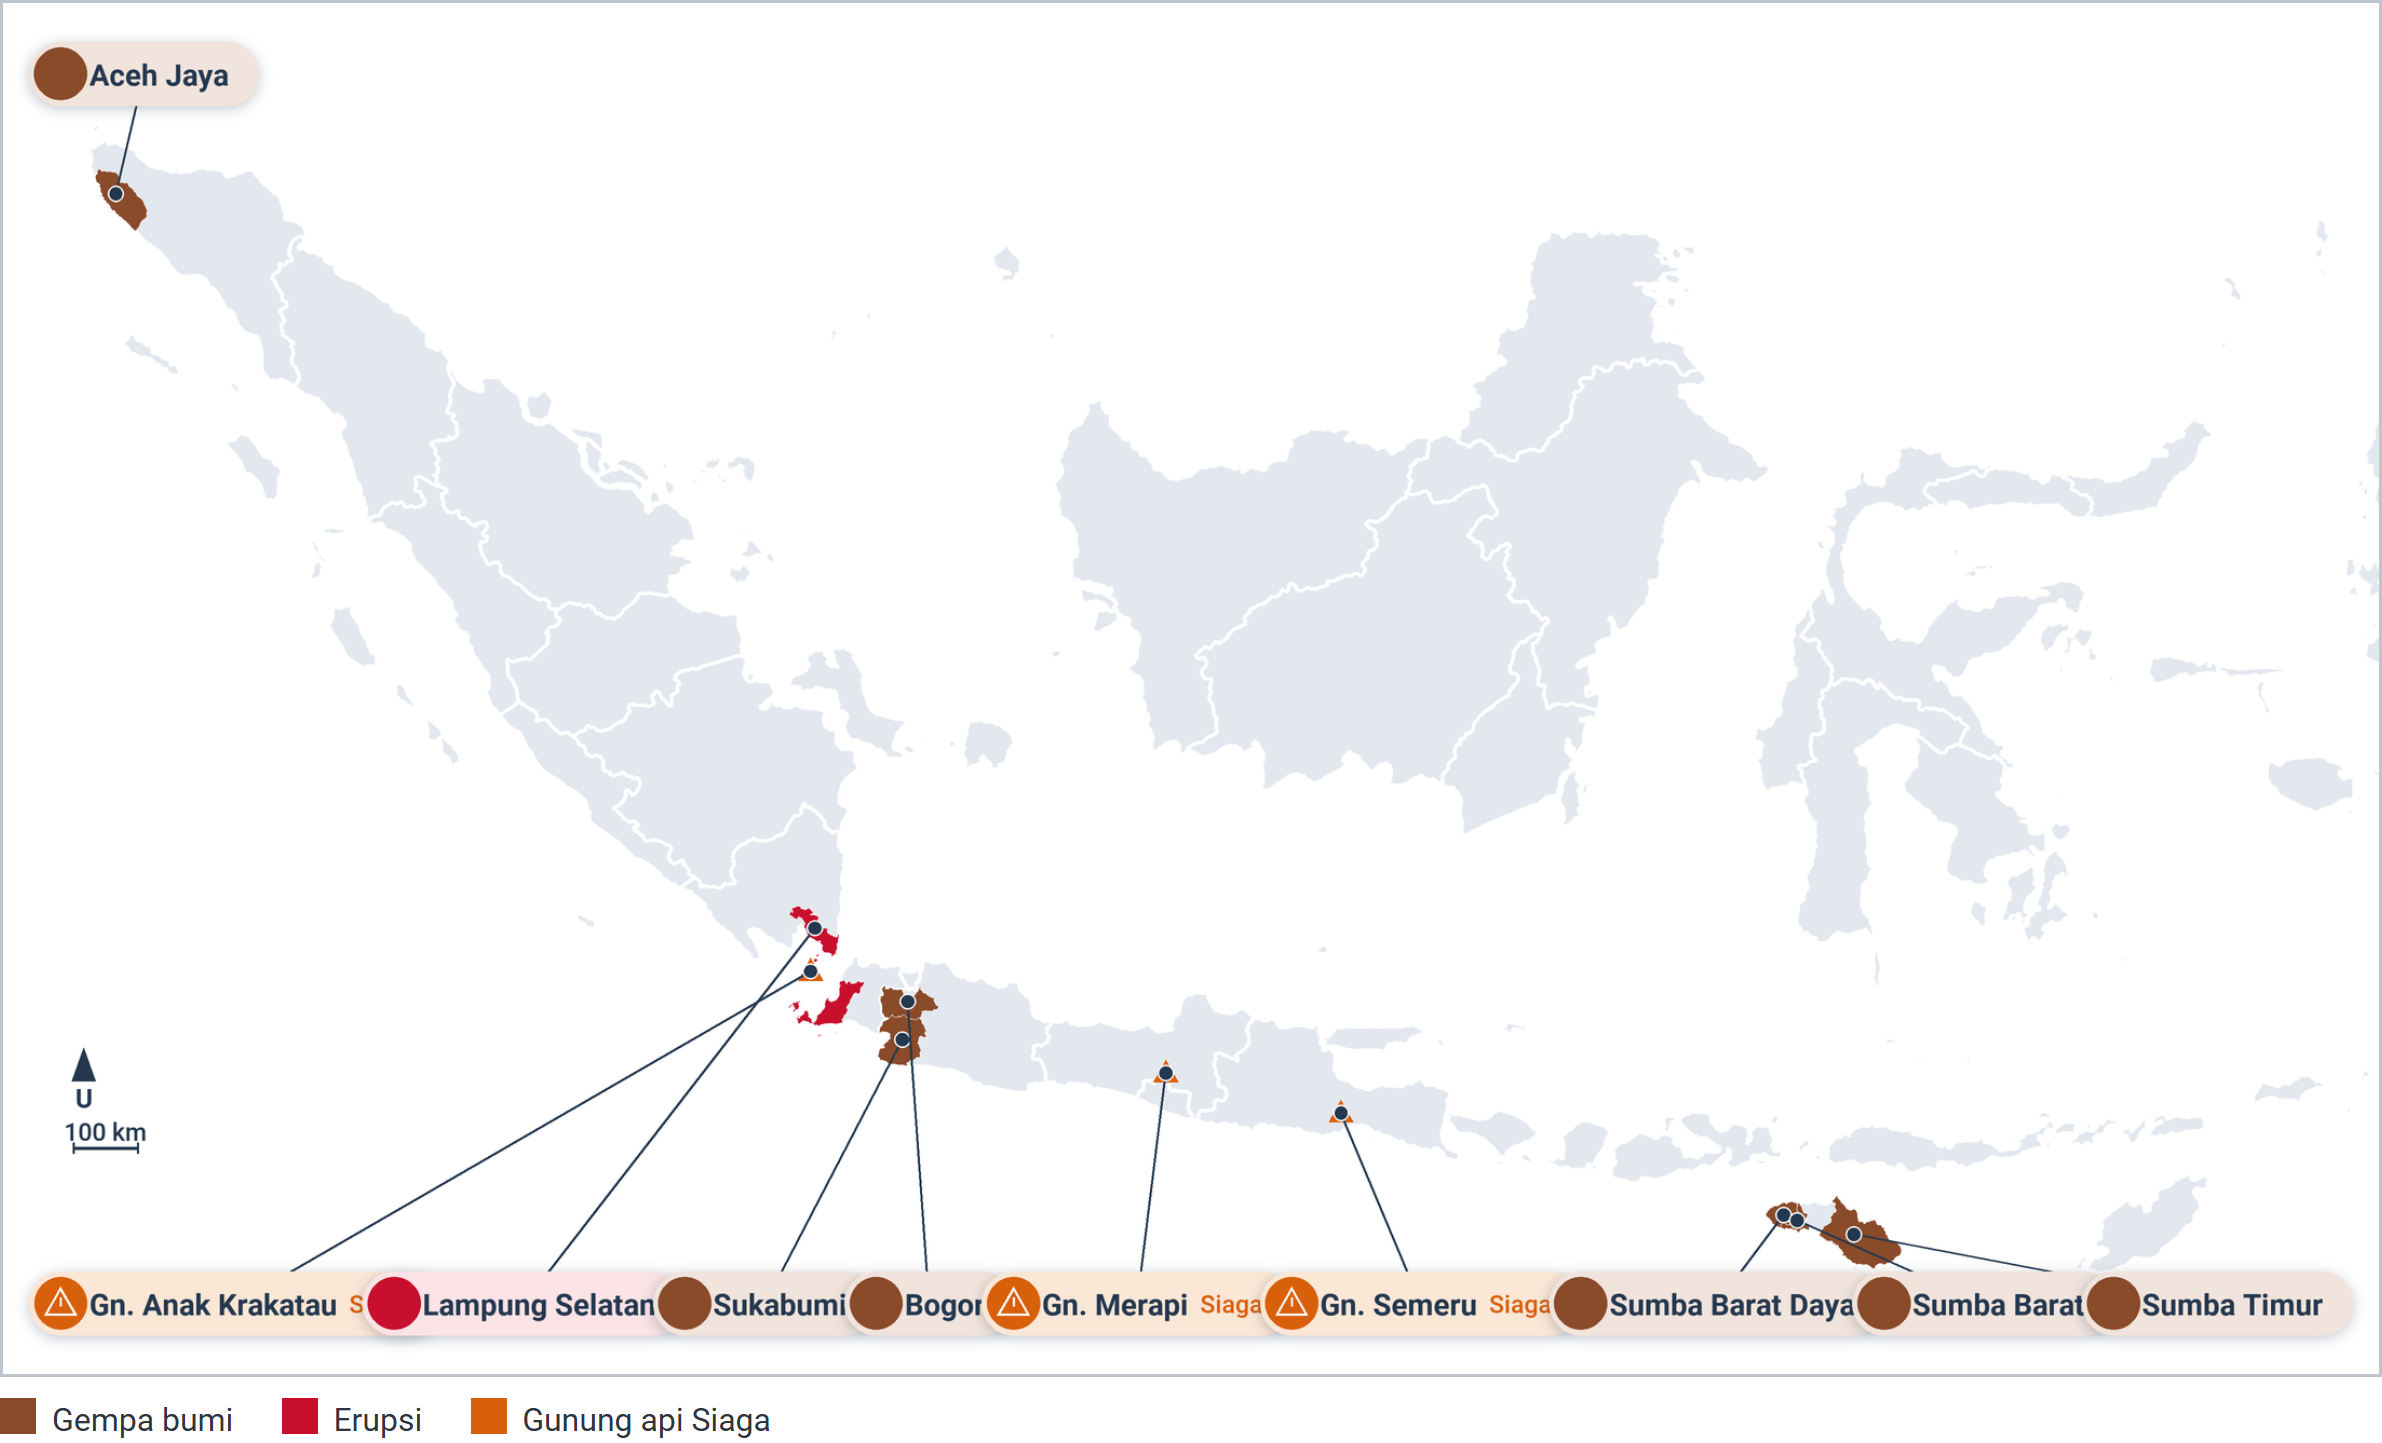 Aceh Jaya
U
100 km
Gn. Anak Krakatau S
Lampung Selatan
Sukabumi
Bogor
Gn. Merapi Siaga
Gn. Semeru Siaga
Sumba Barat Daya
Sumba Barat
Sumba Timur
Gempa bumi
Erupsi
Gunung api Siaga